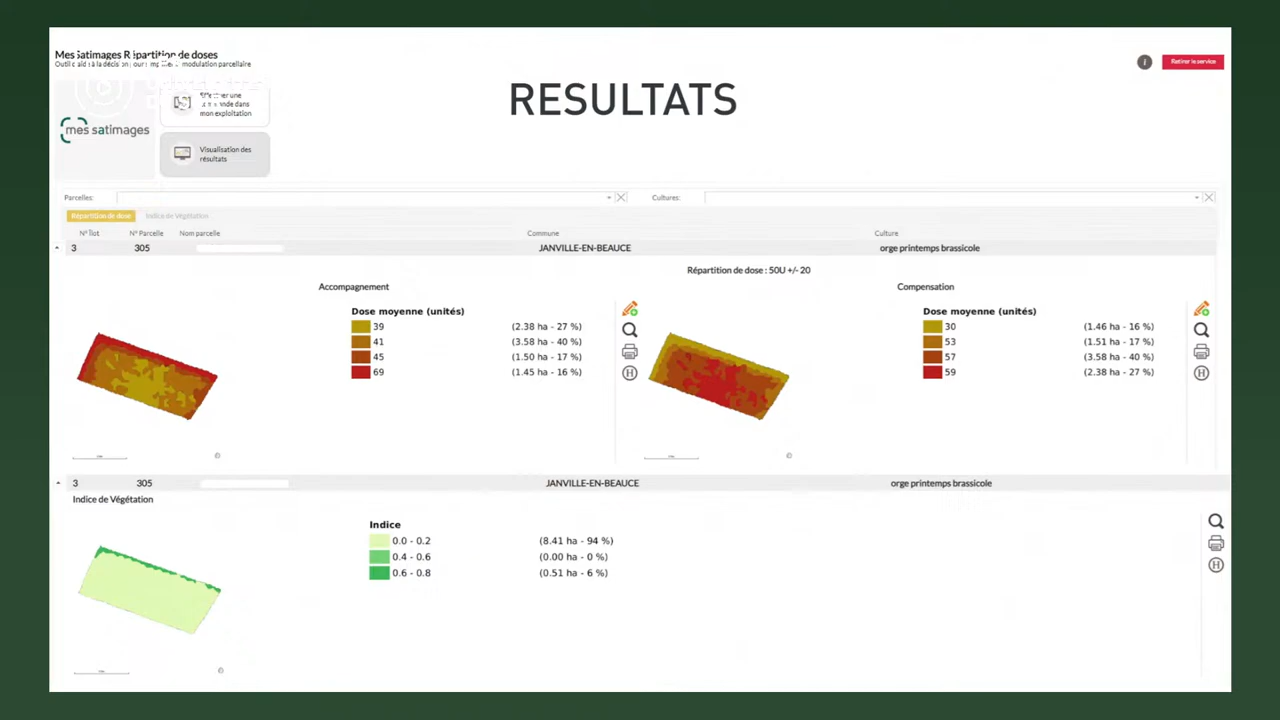 Mes Satimages Répartition de doses
RESULTATS
Retirer le service
mes satimages
mon exploitation
Visualisation des
résultats
Parcelles:
Cultures:
Répartition de dose
Indice de Végétation
N° Îlot
N° Parcelle
Nom parcelle
Commune
Culture
3 305 JANVILLE-EN-BEAUCE orge printemps brassicole
Répartition de dose : 50U +/- 20
Accompagnement
Compensation
Dose moyenne (unités)
39 (2.38 ha - 27 %)
41 (3.58 ha - 40 %)
45 (1.50 ha - 17 %)
69 (1.45 ha - 16 %)
Dose moyenne (unités)
30 (1.46 ha - 16 %)
53 (1.51 ha - 17 %)
57 (3.58 ha - 40 %)
59 (2.38 ha - 27 %)
3 305 JANVILLE-EN-BEAUCE orge printemps brassicole
Indice de Végétation
Indice
0.0 - 0.2 (8.41 ha - 94 %)
0.4 - 0.6 (0.00 ha - 0 %)
0.6 - 0.8 (0.51 ha - 6 %)